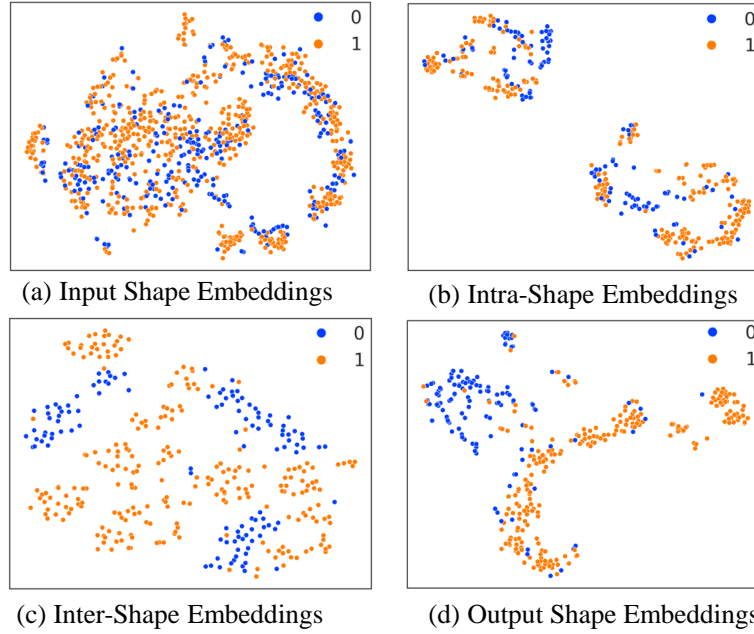 0
1
0
1
(a) Input Shape Embeddings
(b) Intra-Shape Embeddings
0
1
0
1
(c) Inter-Shape Embeddings
(d) Output Shape Embeddings